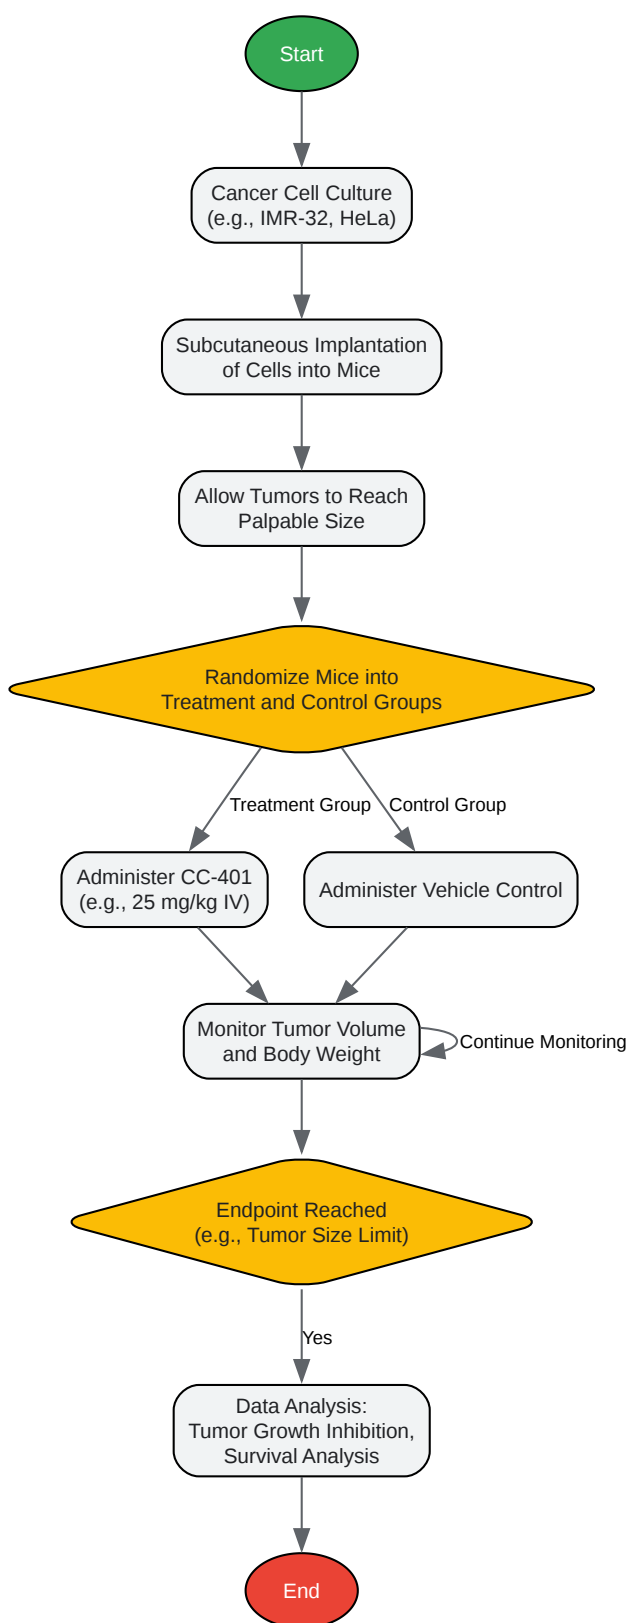 Start
Cancer Cell Culture
(e.g., IMR-32, HeLa)
Subcutaneous Implantation
of Cells into Mice
Allow Tumors to Reach
Palpable Size
Randomize Mice into
Treatment and Control Groups
Treatment Group
Control Group
Administer CC-401
(e.g., 25 mg/kg IV)
Administer Vehicle Control
Monitor Tumor Volume
and Body Weight
Continue Monitoring
Endpoint Reached
(e.g., Tumor Size Limit)
Yes
Data Analysis:
Tumor Growth Inhibition,
Survival Analysis
End